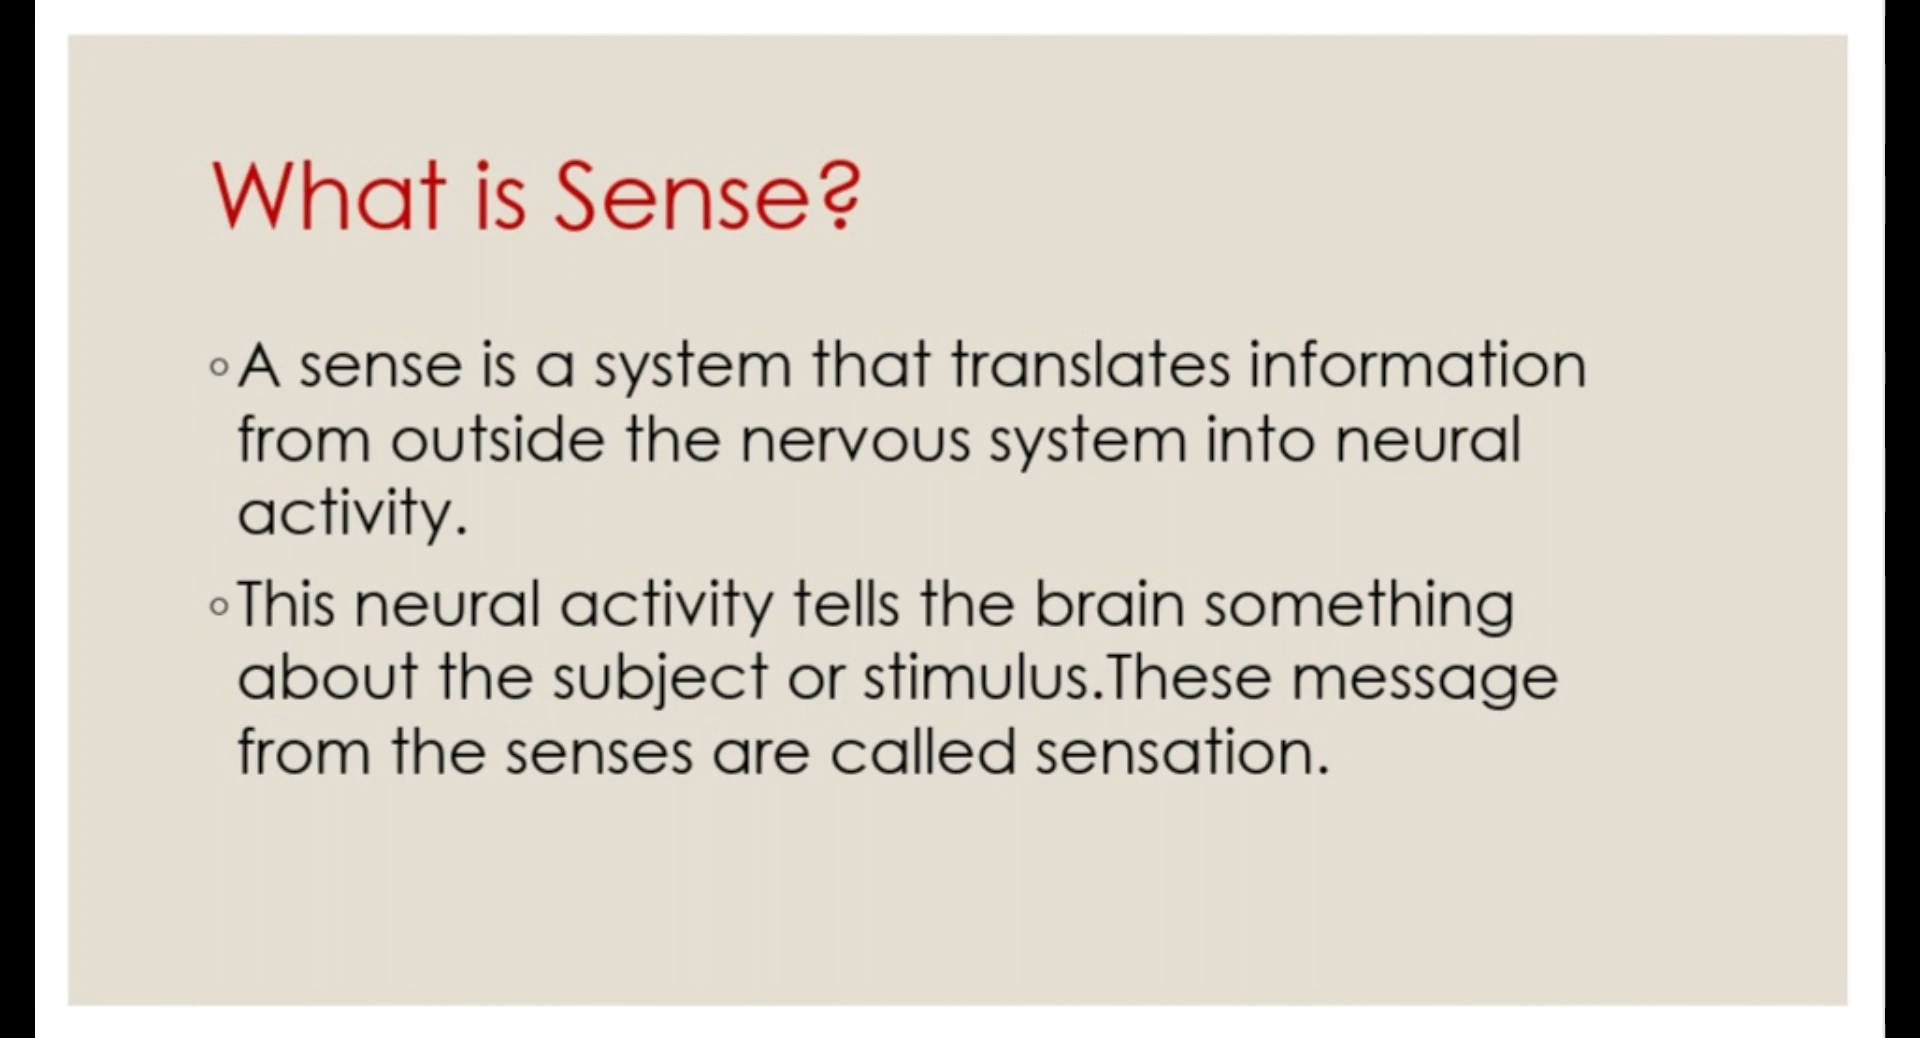 What is Sense?
◦A sense is a system that translates information
from outside the nervous system into neural
activity.
◦This neural activity tells the brain something
about the subject or stimulus.These message
from the senses are called sensation.